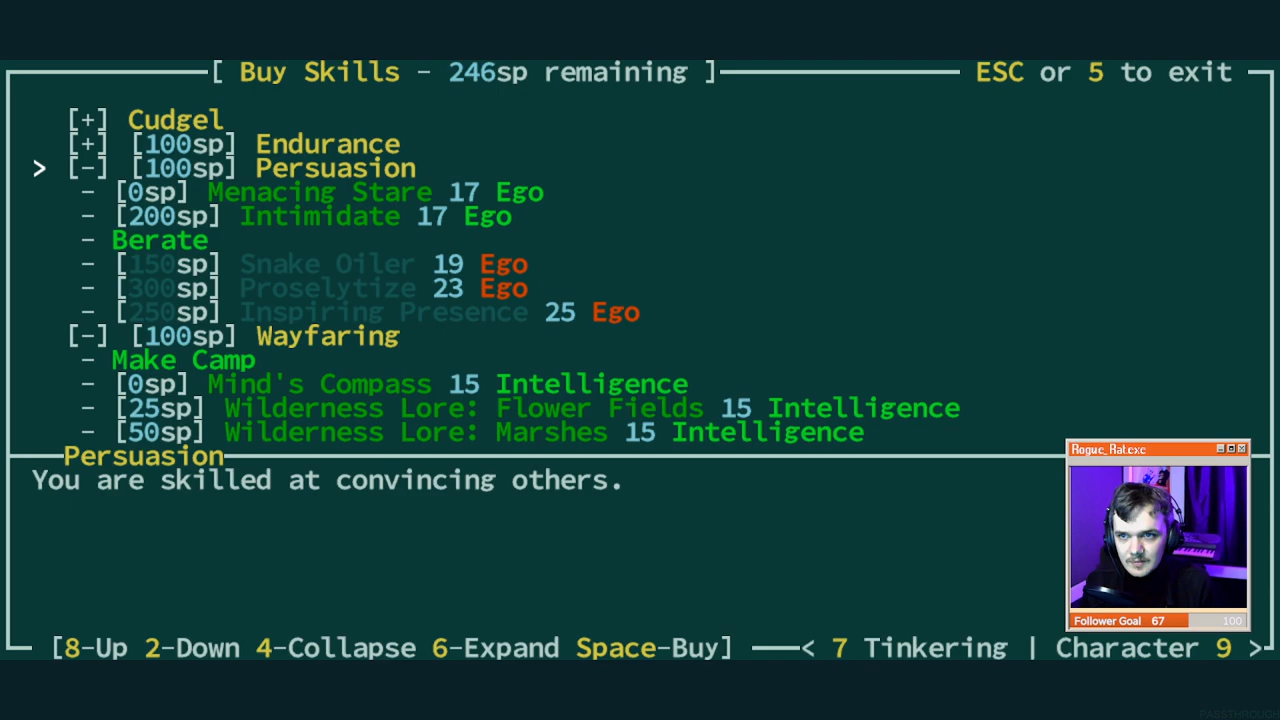 [ Buy Skills - 246sp remaining ] ESC or 5 to exit
[+] Cudgel
[+] [100sp] Endurance
> [-] [100sp] Persuasion
- [0sp] Menacing Stare 17 Ego
- [200sp] Intimidate 17 Ego
- Berate
- [150sp] Snake Oiler 19 Ego
- [300sp] Proselytize 23 Ego
- [250sp] Inspiring Presence 25 Ego
[-] [100sp] Wayfaring
- Make Camp
- [0sp] Mind's Compass 15 Intelligence
- [25sp] Wilderness Lore: Flower Fields 15 Intelligence
- [50sp] Wilderness Lore: Marshes 15 Intelligence
Persuasion
You are skilled at convincing others.
Rogue_Rat.exe
Follower Goal 67 100
[8-Up 2-Down 4-Collapse 6-Expand Space-Buy] < 7 Tinkering | Character 9 >